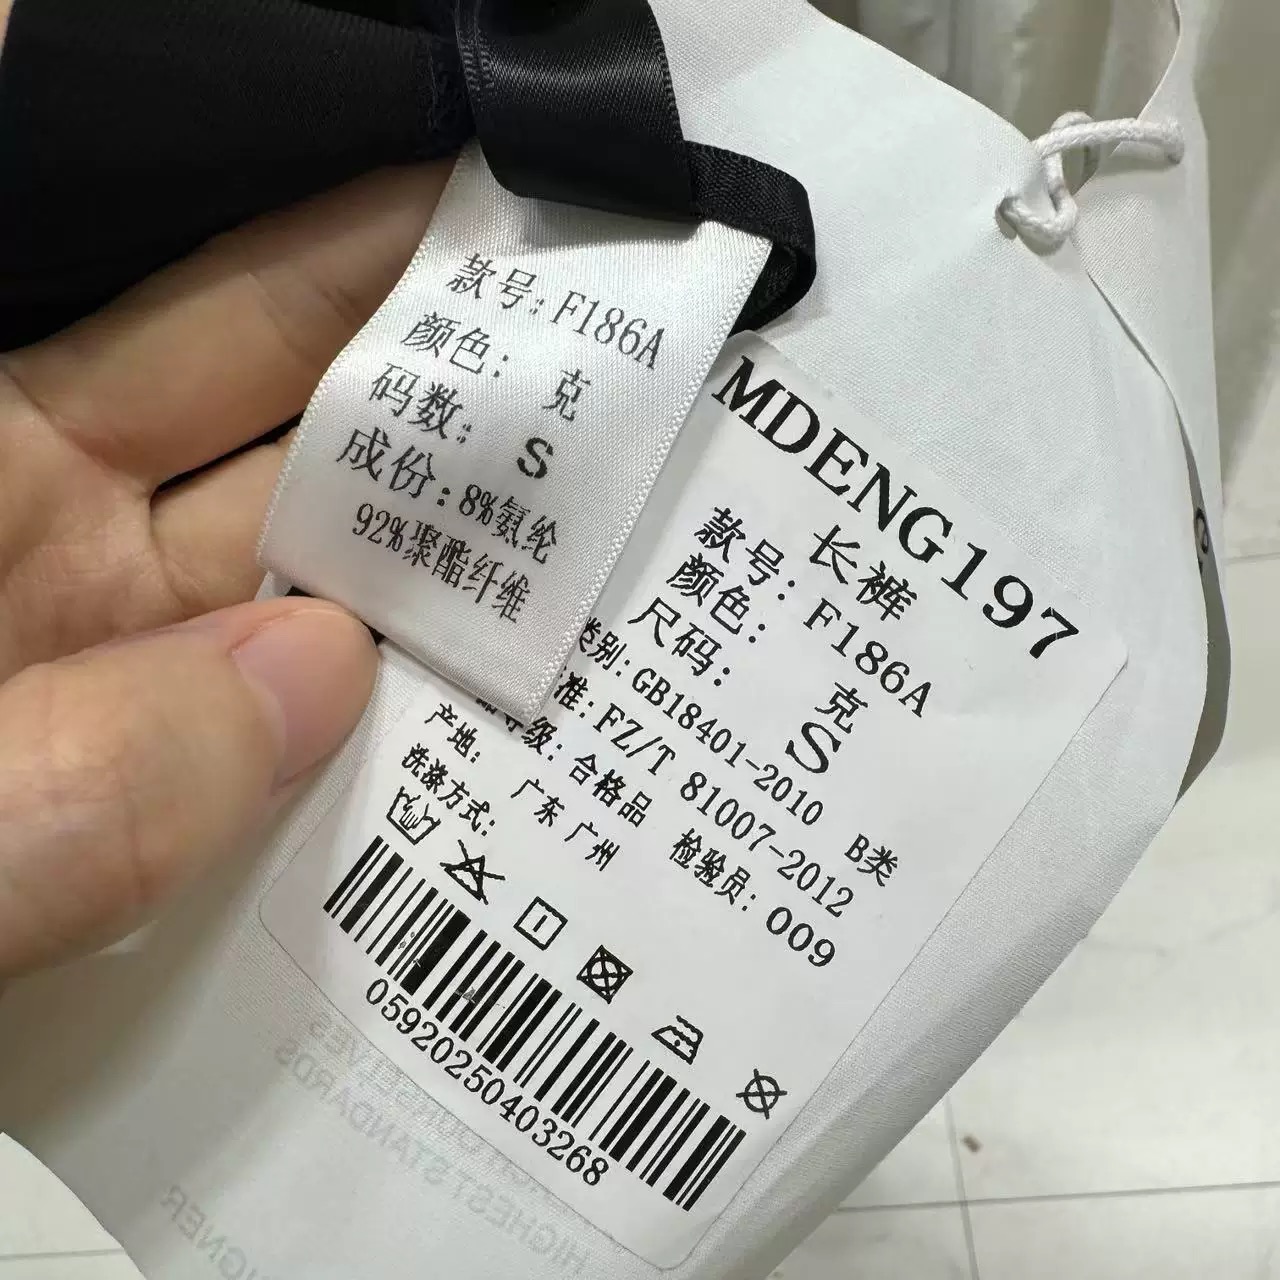 款号:F186A
颜色: 克
码数: S
成份:8%氨纶
92%聚酯纤维
MDENG197
长裤
款号: F186A
颜色: 克
尺码: S
类别: GB18401-2010 B类
准: FZ/T 81007-2012
级: 合格品 检验员: 009
产地: 广东 广州
洗涤方式:
05920250403268
HIGHEST STANDARDS